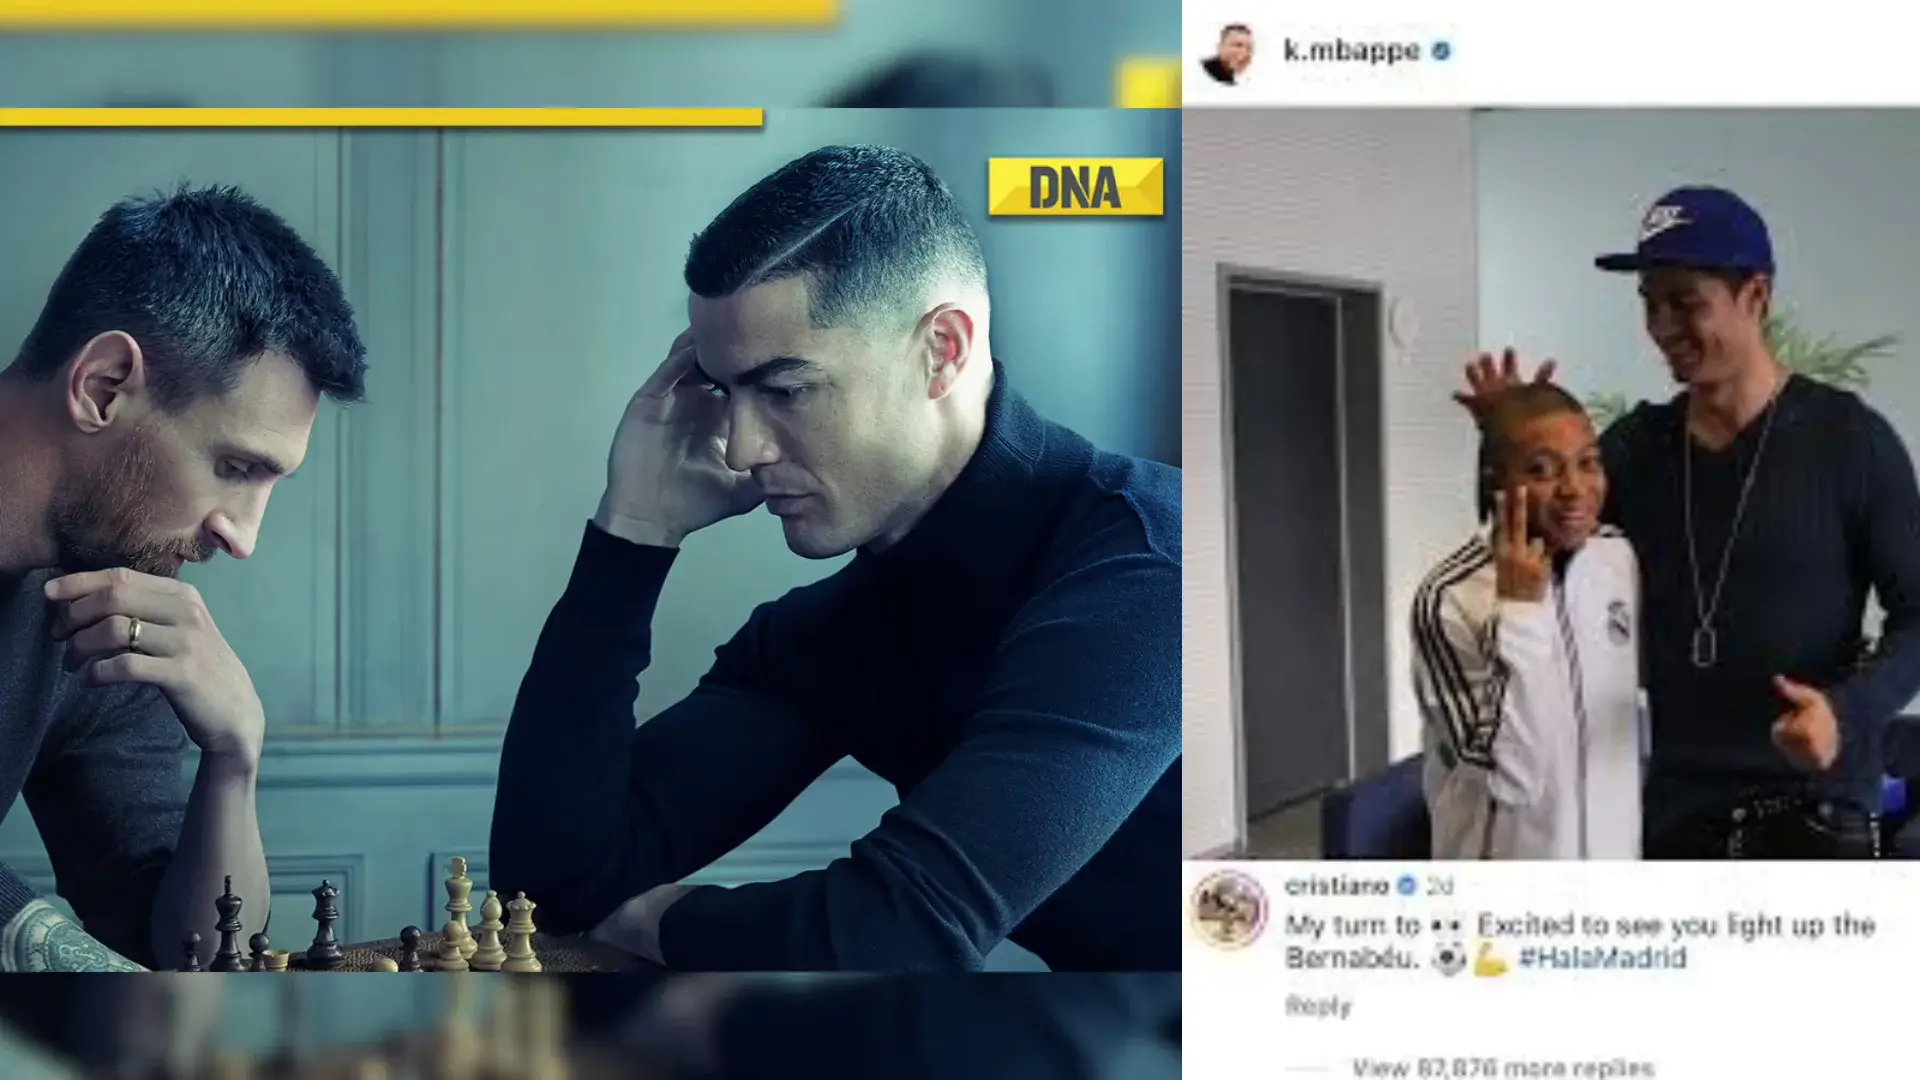 DNA
k.mbappe
cristiano 2d
My turn to 👀 Excited to see you light up the
Bernabéu. ⚽💪 #HalaMadrid
Reply
View 87,876 more replies